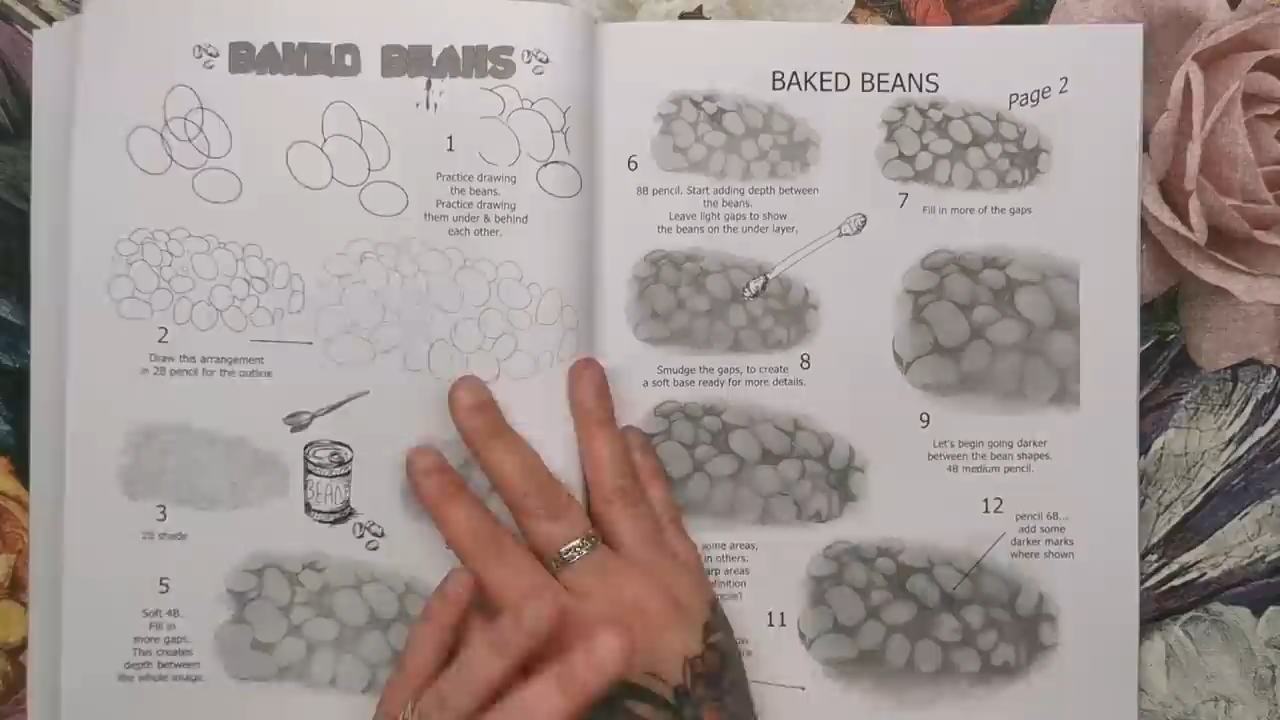 BAKED BEANS
1
Practice drawing
the beans.
Practice drawing
them under & behind
each other.
2
Draw this arrangement
in 2B pencil for the outline
3
2B shade
BEANS
5
Soft 4B.
Fill in
more gaps.
This creates
depth between
the whole image.
BAKED BEANS
Page 2
6
8B pencil. Start adding depth between
the beans.
Leave light gaps to show
the beans on the under layer.
7
Fill in more of the gaps
8
Smudge the gaps, to create
a soft base ready for more details.
9
Let's begin going darker
between the bean shapes.
4B medium pencil.
some areas,
in others.
11
12
pencil 6B...
add some
darker marks
where shown